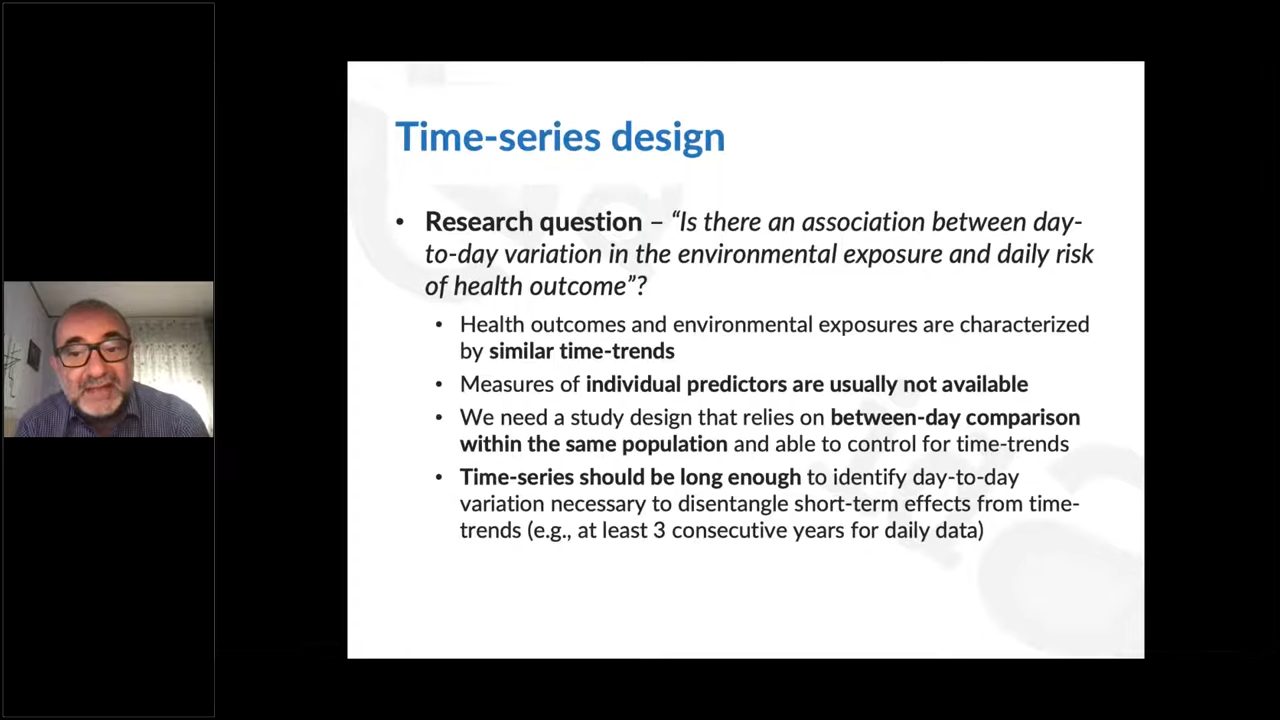 Time-series design
• Research question – “Is there an association between day-
to-day variation in the environmental exposure and daily risk
of health outcome”?
• Health outcomes and environmental exposures are characterized
by similar time-trends
• Measures of individual predictors are usually not available
• We need a study design that relies on between-day comparison
within the same population and able to control for time-trends
• Time-series should be long enough to identify day-to-day
variation necessary to disentangle short-term effects from time-
trends (e.g., at least 3 consecutive years for daily data)